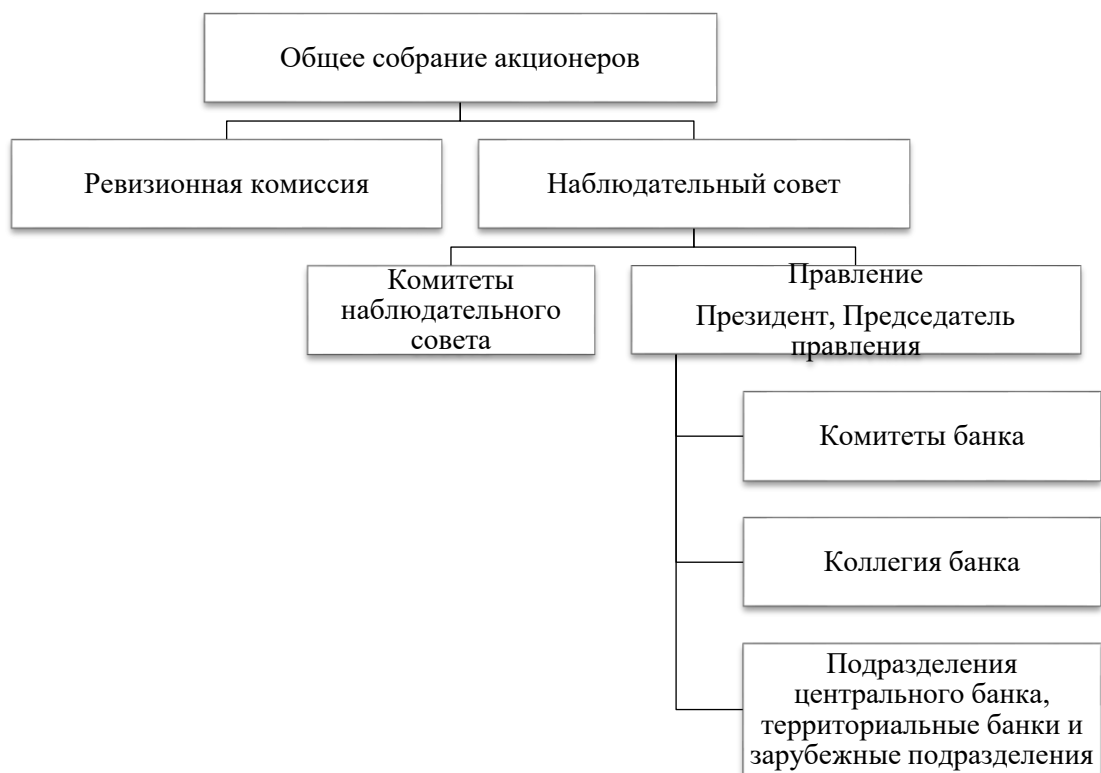 Общее собрание акционеров
Ревизионная комиссия
Наблюдательный совет
Комитеты
наблюдательного
совета
Правление
Президент, Председатель
правления
Комитеты банка
Коллегия банка
Подразделения
центрального банка,
территориальные банки и
зарубежные подразделения